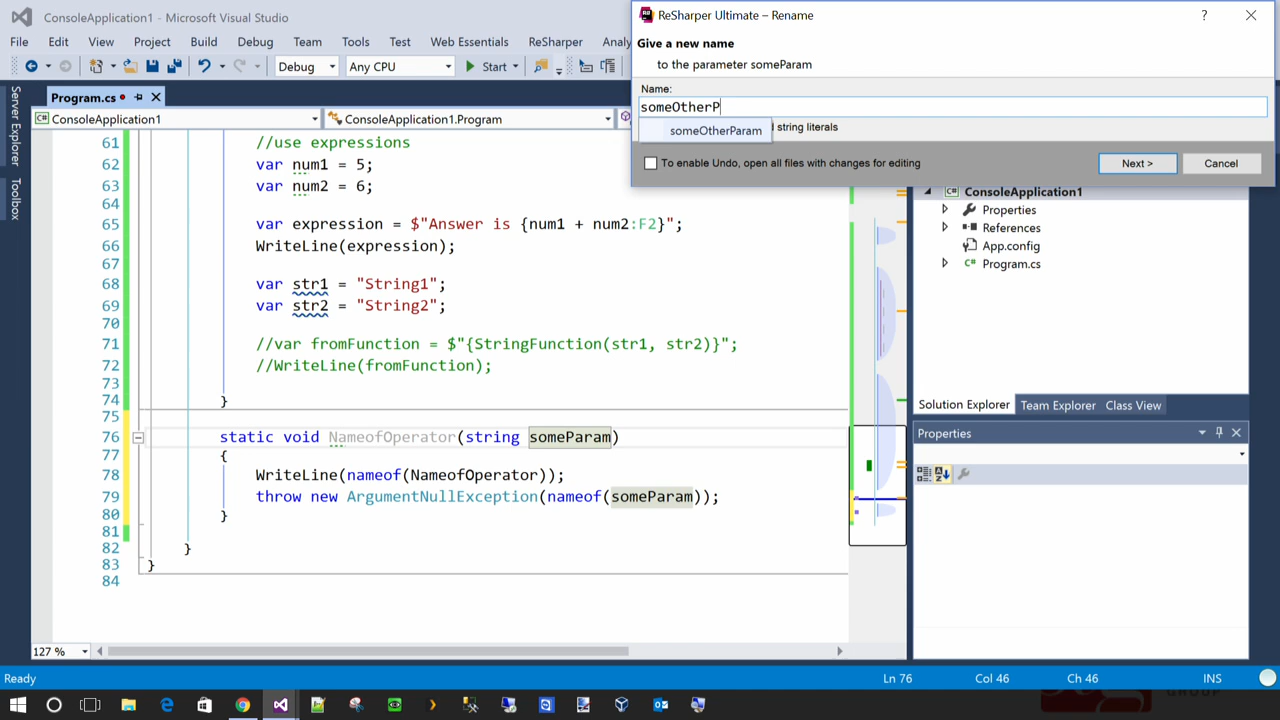 ConsoleApplication1 - Microsoft Visual Studio
File Edit View Project Build Debug Team Tools Test Web Essentials ReSharper Analy
Debug Any CPU Start
Program.cs
ConsoleApplication1 ConsoleApplication1.Program
Server Explorer
Toolbox
61 //use expressions
62 var num1 = 5;
63 var num2 = 6;
64
65 var expression = $"Answer is {num1 + num2:F2}";
66 WriteLine(expression);
67
68 var str1 = "String1";
69 var str2 = "String2";
70
71 //var fromFunction = $"{StringFunction(str1, str2)}";
72 //WriteLine(fromFunction);
73
74 }
75
76 static void NameofOperator(string someParam)
77 {
78 WriteLine(nameof(NameofOperator));
79 throw new ArgumentNullException(nameof(someParam));
80 }
81
82 }
83 }
84
127 %
ReSharper Ultimate – Rename
Give a new name
to the parameter someParam
Name:
someOtherP
someOtherParam
string literals
To enable Undo, open all files with changes for editing
Next > Cancel
ConsoleApplication1
Properties
References
App.config
Program.cs
Solution Explorer Team Explorer Class View
Properties
Ready Ln 76 Col 46 Ch 46 INS
GROUP